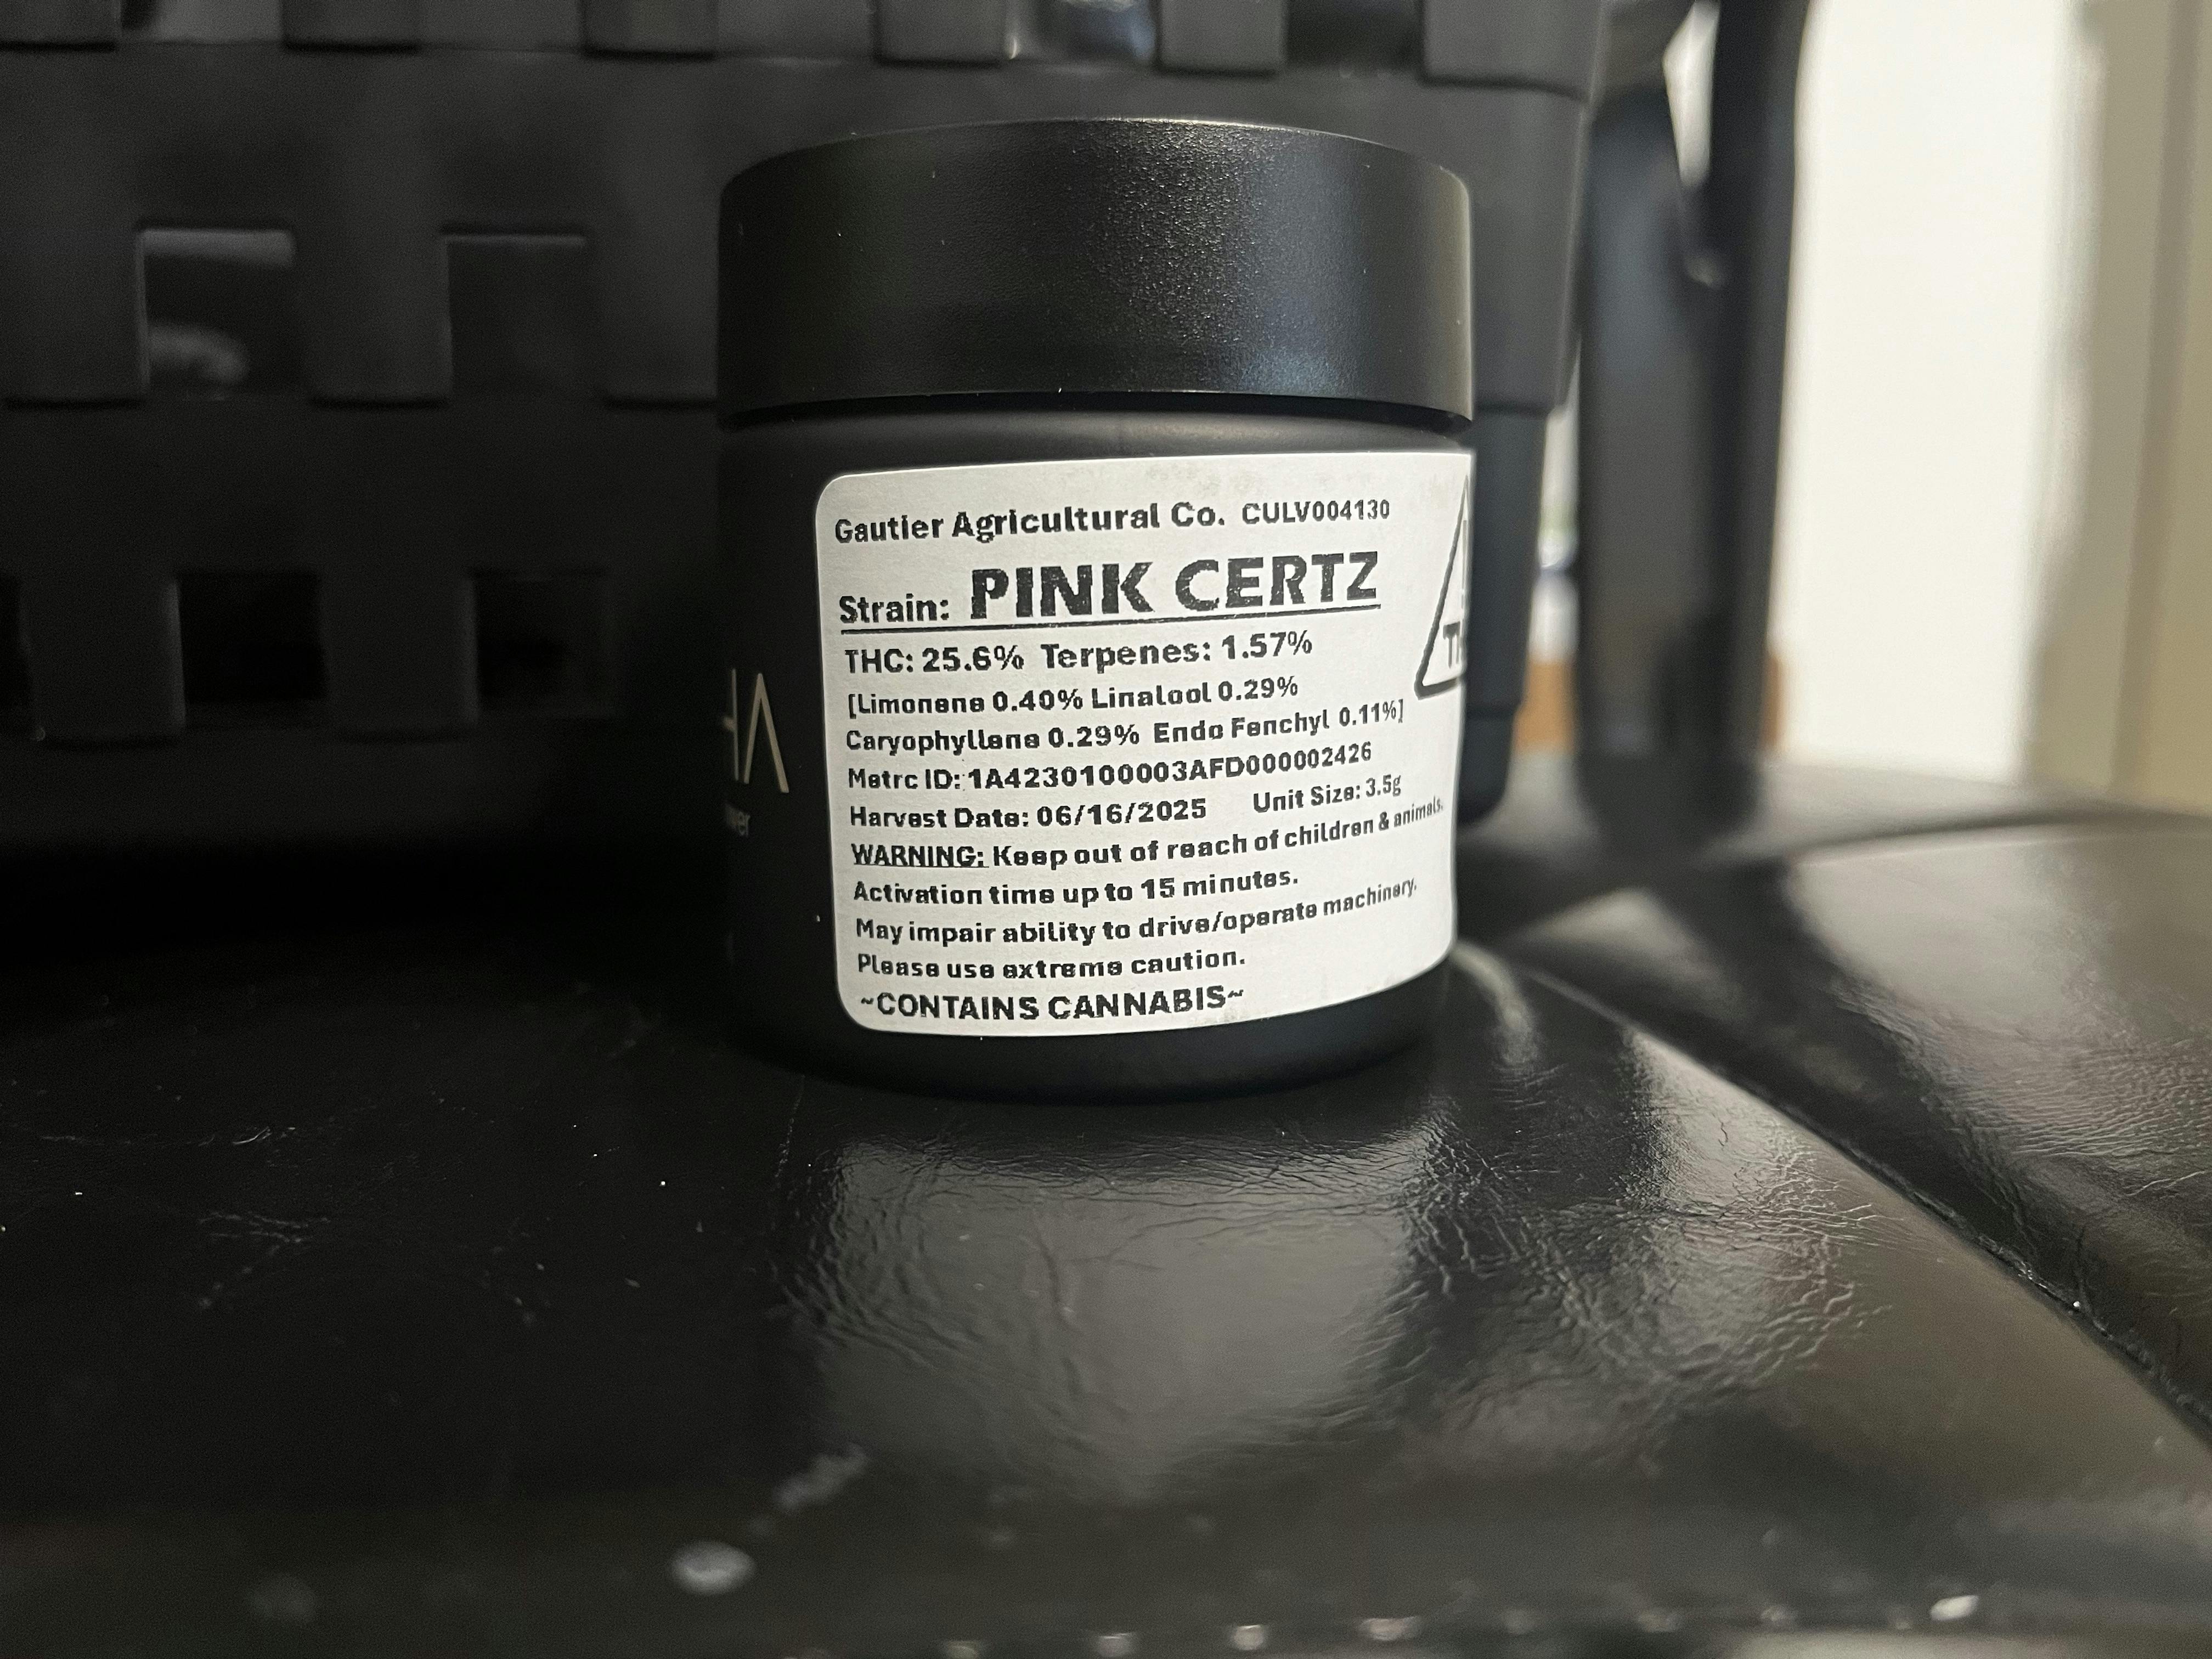 Gautier Agricultural Co. CULV004130
Strain: PINK CERTZ
THC: 25.6% Terpenes: 1.57%
[Limonene 0.40% Linalool 0.29%
Caryophyllene 0.29% Endo Fenchyl 0.11%]
Metrc ID: 1A4230100003AFD000002426
Harvest Date: 06/16/2025 Unit Size: 3.5g
WARNING: Keep out of reach of children & animals.
Activation time up to 15 minutes.
May impair ability to drive/operate machinery.
Please use extreme caution.
~CONTAINS CANNABIS~